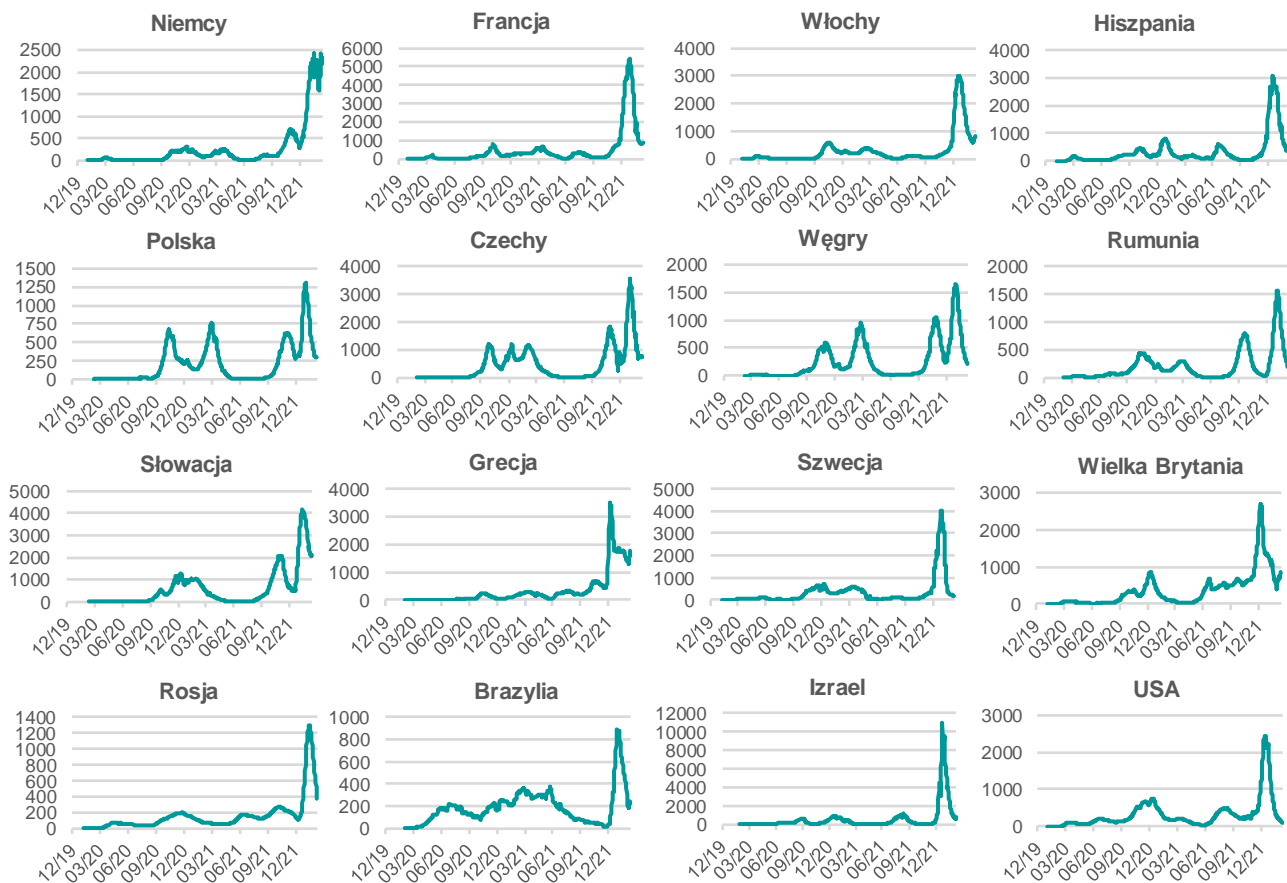 Niemcy
2500
2000
1500
1000
500
0
12/19 03/20 06/20 09/20 12/20 03/21 06/21 09/21 12/21
Francja
6000
5000
4000
3000
2000
1000
0
12/19 03/20 06/20 09/20 12/20 03/21 06/21 09/21 12/21
Włochy
4000
3000
2000
1000
0
12/19 03/20 06/20 09/20 12/20 03/21 06/21 09/21 12/21
Hiszpania
4000
3000
2000
1000
0
12/19 03/20 06/20 09/20 12/20 03/21 06/21 09/21 12/21
Polska
1500
1250
1000
750
500
250
0
12/19 03/20 06/20 09/20 12/20 03/21 06/21 09/21 12/21
Czechy
4000
3000
2000
1000
0
12/19 03/20 06/20 09/20 12/20 03/21 06/21 09/21 12/21
Węgry
2000
1500
1000
500
0
12/19 03/20 06/20 09/20 12/20 03/21 06/21 09/21 12/21
Rumunia
2000
1500
1000
500
0
12/19 03/20 06/20 09/20 12/20 03/21 06/21 09/21 12/21
Słowacja
5000
4000
3000
2000
1000
0
12/19 03/20 06/20 09/20 12/20 03/21 06/21 09/21 12/21
Grecja
4000
3000
2000
1000
0
12/19 03/20 06/20 09/20 12/20 03/21 06/21 09/21 12/21
Szwecja
5000
4000
3000
2000
1000
0
12/19 03/20 06/20 09/20 12/20 03/21 06/21 09/21 12/21
Wielka Brytania
3000
2000
1000
0
12/19 03/20 06/20 09/20 12/20 03/21 06/21 09/21 12/21
Rosja
1400
1200
1000
800
600
400
200
0
12/19 03/20 06/20 09/20 12/20 03/21 06/21 09/21 12/21
Brazylia
1000
800
600
400
200
0
12/19 03/20 06/20 09/20 12/20 03/21 06/21 09/21 12/21
Izrael
12000
10000
8000
6000
4000
2000
0
12/19 03/20 06/20 09/20 12/20 03/21 06/21 09/21 12/21
USA
3000
2000
1000
0
12/19 03/20 06/20 09/20 12/20 03/21 06/21 09/21 12/21